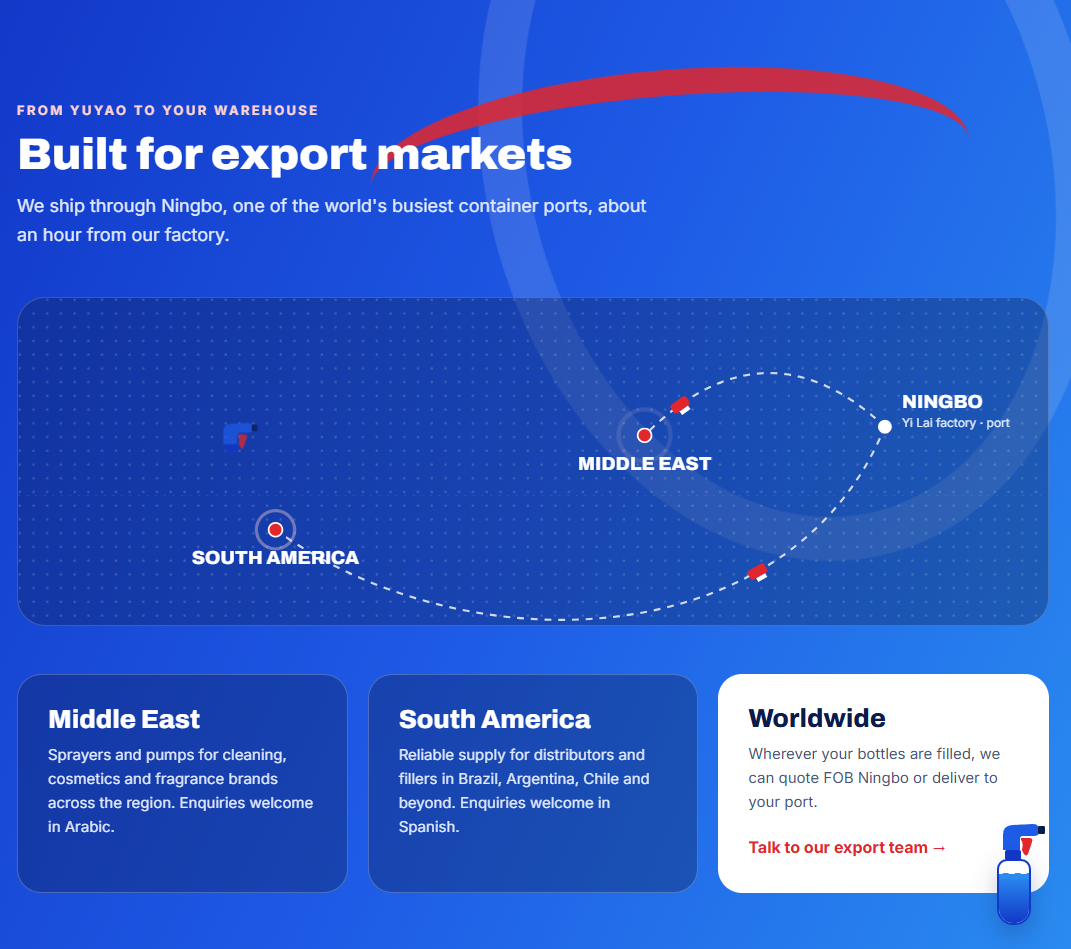 FROM YUYAO TO YOUR WAREHOUSE
Built for export markets
We ship through Ningbo, one of the world's busiest container ports, about
an hour from our factory.
NINGBO
Yi Lai factory · port
MIDDLE EAST
SOUTH AMERICA
Middle East
Sprayers and pumps for cleaning,
cosmetics and fragrance brands
across the region. Enquiries welcome
in Arabic.
South America
Reliable supply for distributors and
fillers in Brazil, Argentina, Chile and
beyond. Enquiries welcome in
Spanish.
Worldwide
Wherever your bottles are filled, we
can quote FOB Ningbo or deliver to
your port.
Talk to our export team →